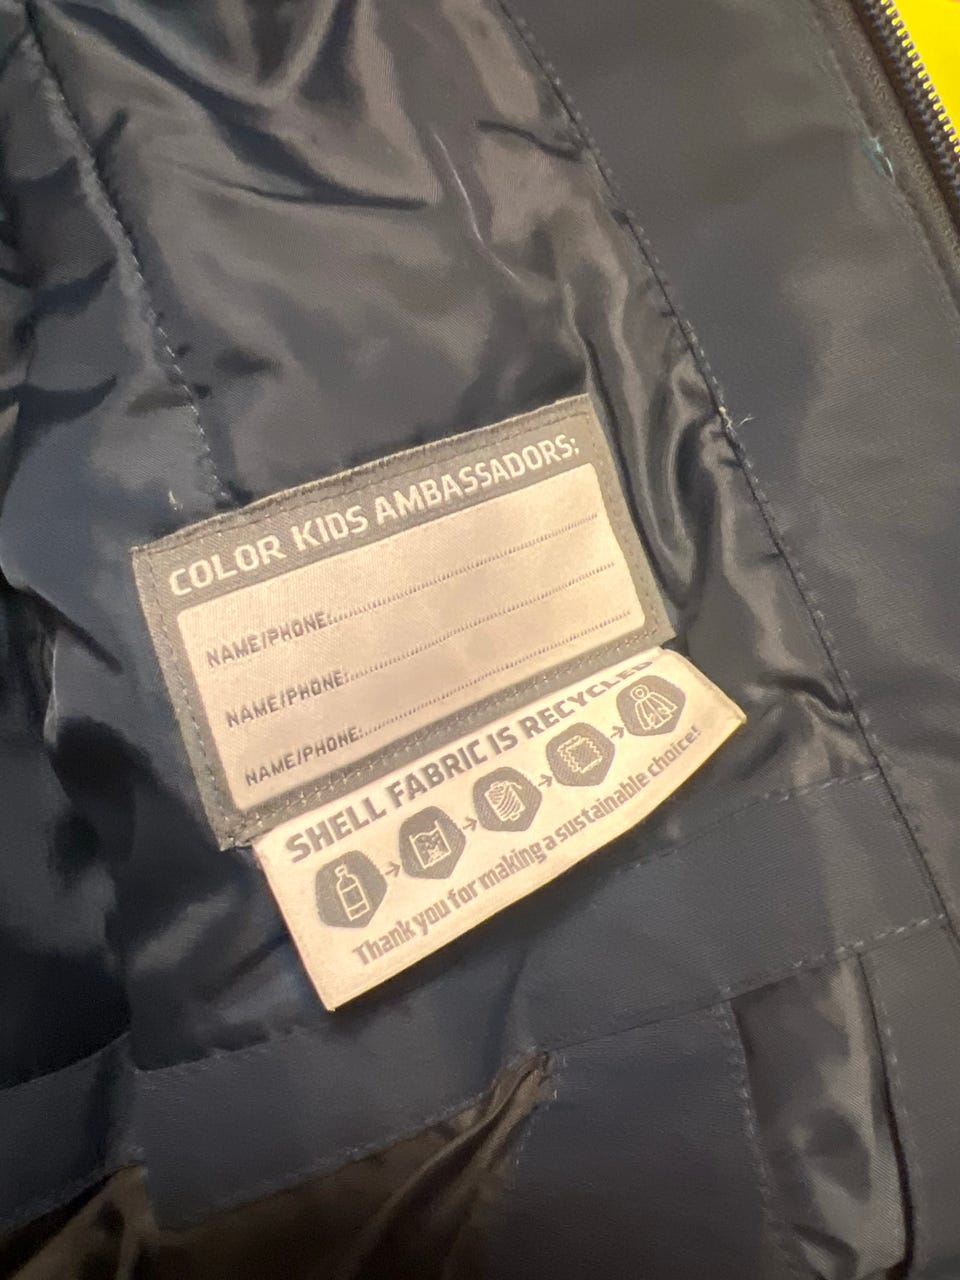 COLOR KIDS AMBASSADORS:
NAME/PHONE:
NAME/PHONE:
NAME/PHONE:
SHELL FABRIC IS RECYCLED
Thank you for making a sustainable choice!